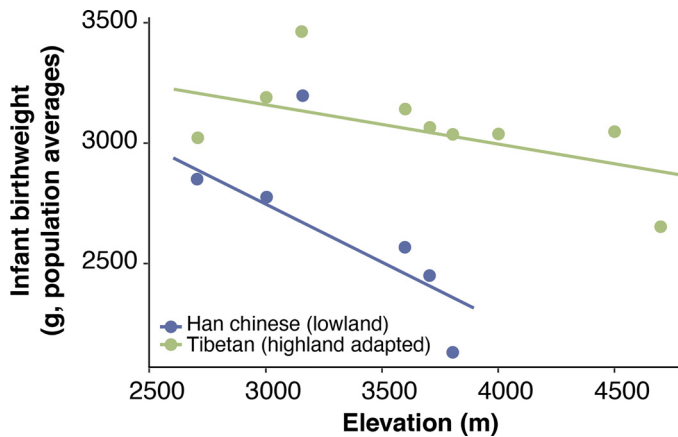 3500
3000
2500
Infant birthweight
(g, population averages)
Han chinese (lowland)
Tibetan (highland adapted)
2500 3000 3500 4000 4500
Elevation (m)